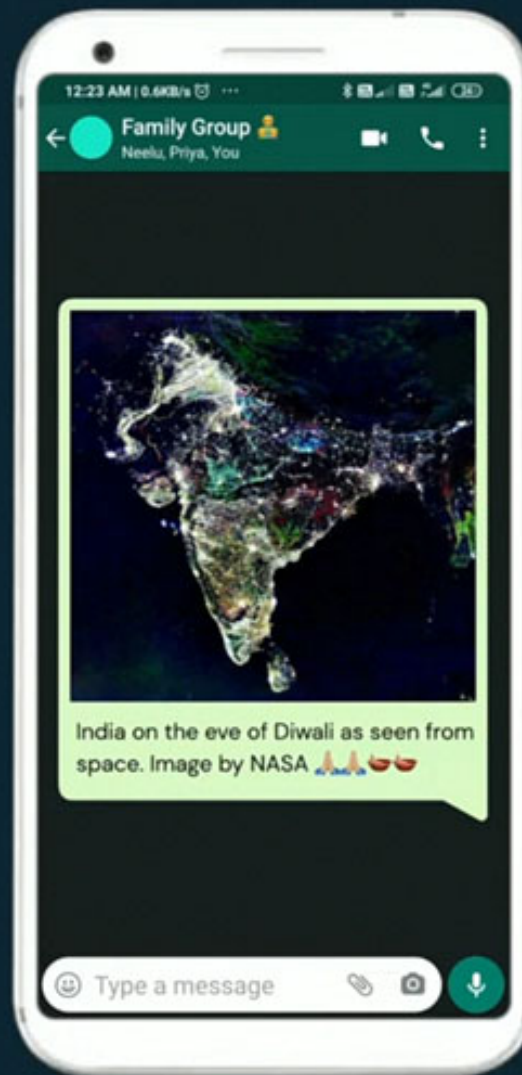 12:23 AM | 0.6KB/s
Family Group
Neelu, Priya, You
India on the eve of Diwali as seen from
space. Image by NASA 🙏🏼🙏🏼🪔🪔
Type a message